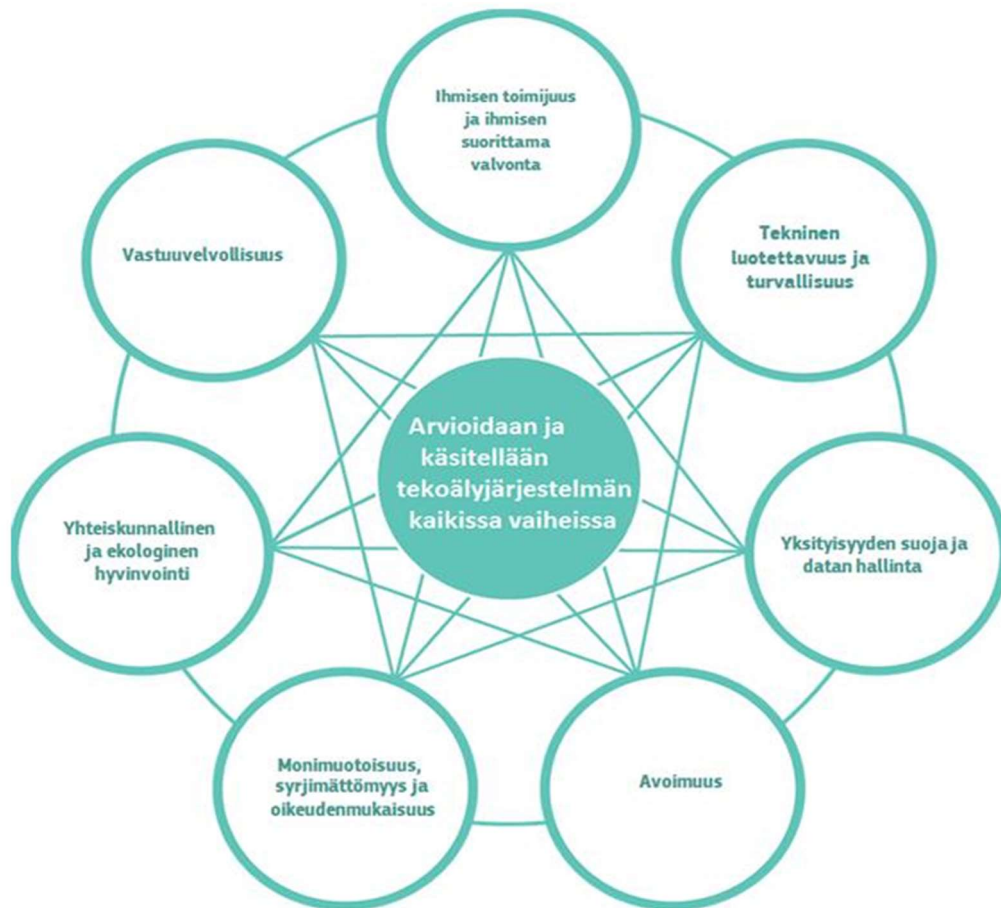 Ihmisen toimijuus
ja ihmisen
suorittama
valvonta
Tekninen
luotettavuus ja
turvallisuus
Yksityisyyden suoja ja
datan hallinta
Avoimuus
Monimuotoisuus,
syrjimättömyys ja
oikeudenmukaisuus
Yhteiskunnallinen
ja ekologinen
hyvinvointi
Vastuuvelvollisuus
Arvioidaan ja
käsitellään
tekoälyjärjestelmän
kaikissa vaiheissa